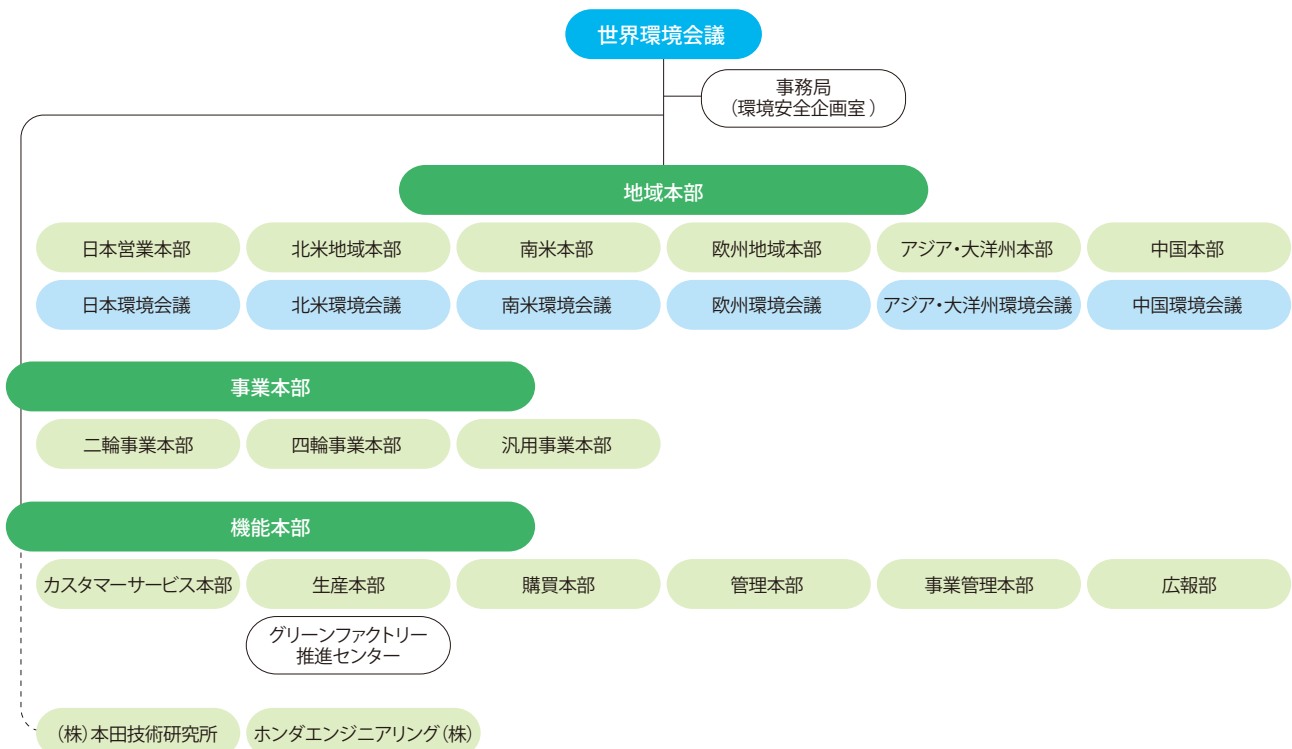 世界環境会議
事務局
（環境安全企画室）
地域本部
日本営業本部
北米地域本部
南米本部
欧州地域本部
アジア・大洋州本部
中国本部
日本環境会議
北米環境会議
南米環境会議
欧州環境会議
アジア・大洋州環境会議
中国環境会議
事業本部
二輪事業本部
四輪事業本部
汎用事業本部
機能本部
カスタマーサービス本部
生産本部
購買本部
管理本部
事業管理本部
広報部
グリーンファクトリー
推進センター
（株）本田技術研究所
ホンダエンジニアリング（株）